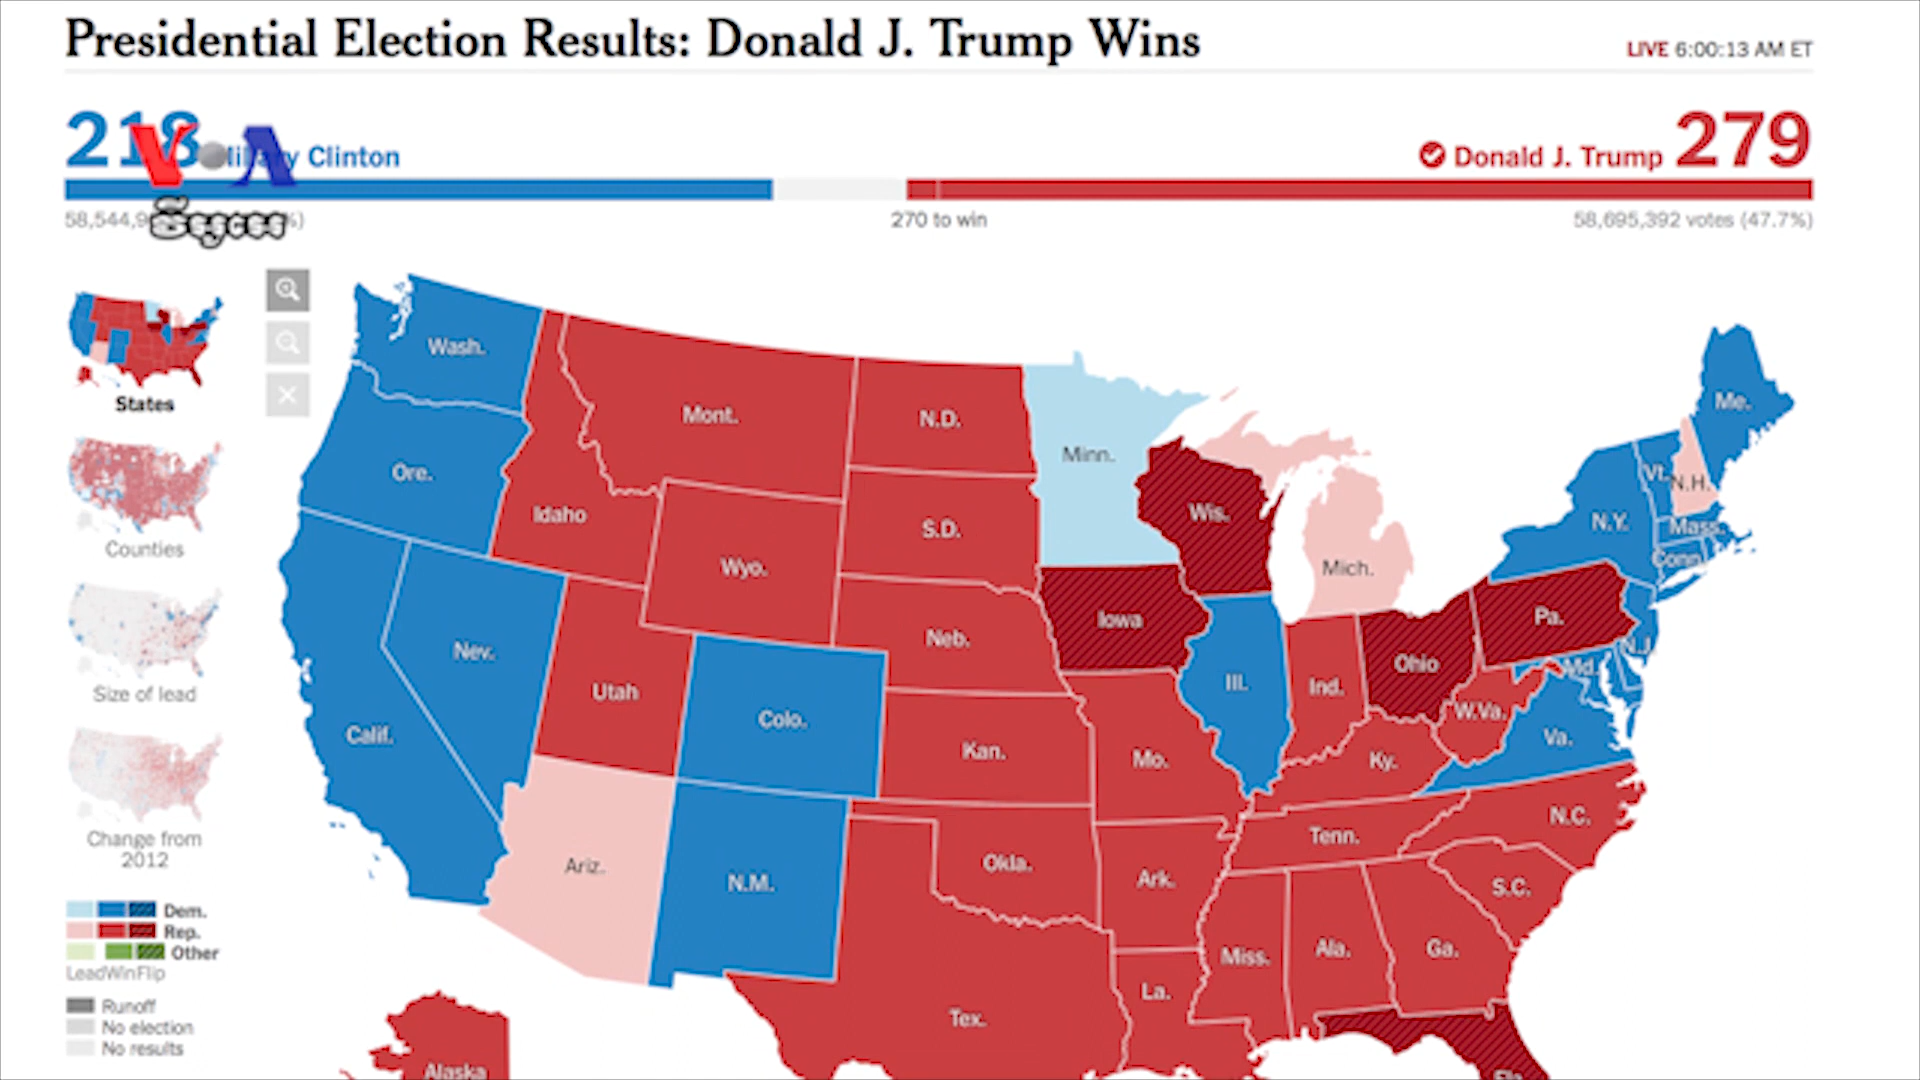 Presidential Election Results: Donald J. Trump Wins
LIVE 6:00:13 AM ET
218
Clinton
Donald J. Trump 279
VOA
270 to win
58,695,392 votes (47.7%)
States
Counties
Size of lead
Change from
2012
Dem.
Rep.
Other
LeadWinFlip
Runoff
No election
No results
Wash.
Ore.
Calif.
Nev.
Idaho
Mont.
Wyo.
Utah
Colo.
Ariz.
N.M.
N.D.
S.D.
Neb.
Kan.
Okla.
Tex.
Minn.
Iowa
Mo.
Ark.
La.
Wis.
Ill.
Mich.
Ind.
Ohio
Ky.
Tenn.
Miss.
Ala.
Ga.
S.C.
N.C.
Va.
W.Va.
Pa.
Md.
N.J.
N.Y.
Conn.
Mass.
Vt.
N.H.
Me.
Alaska